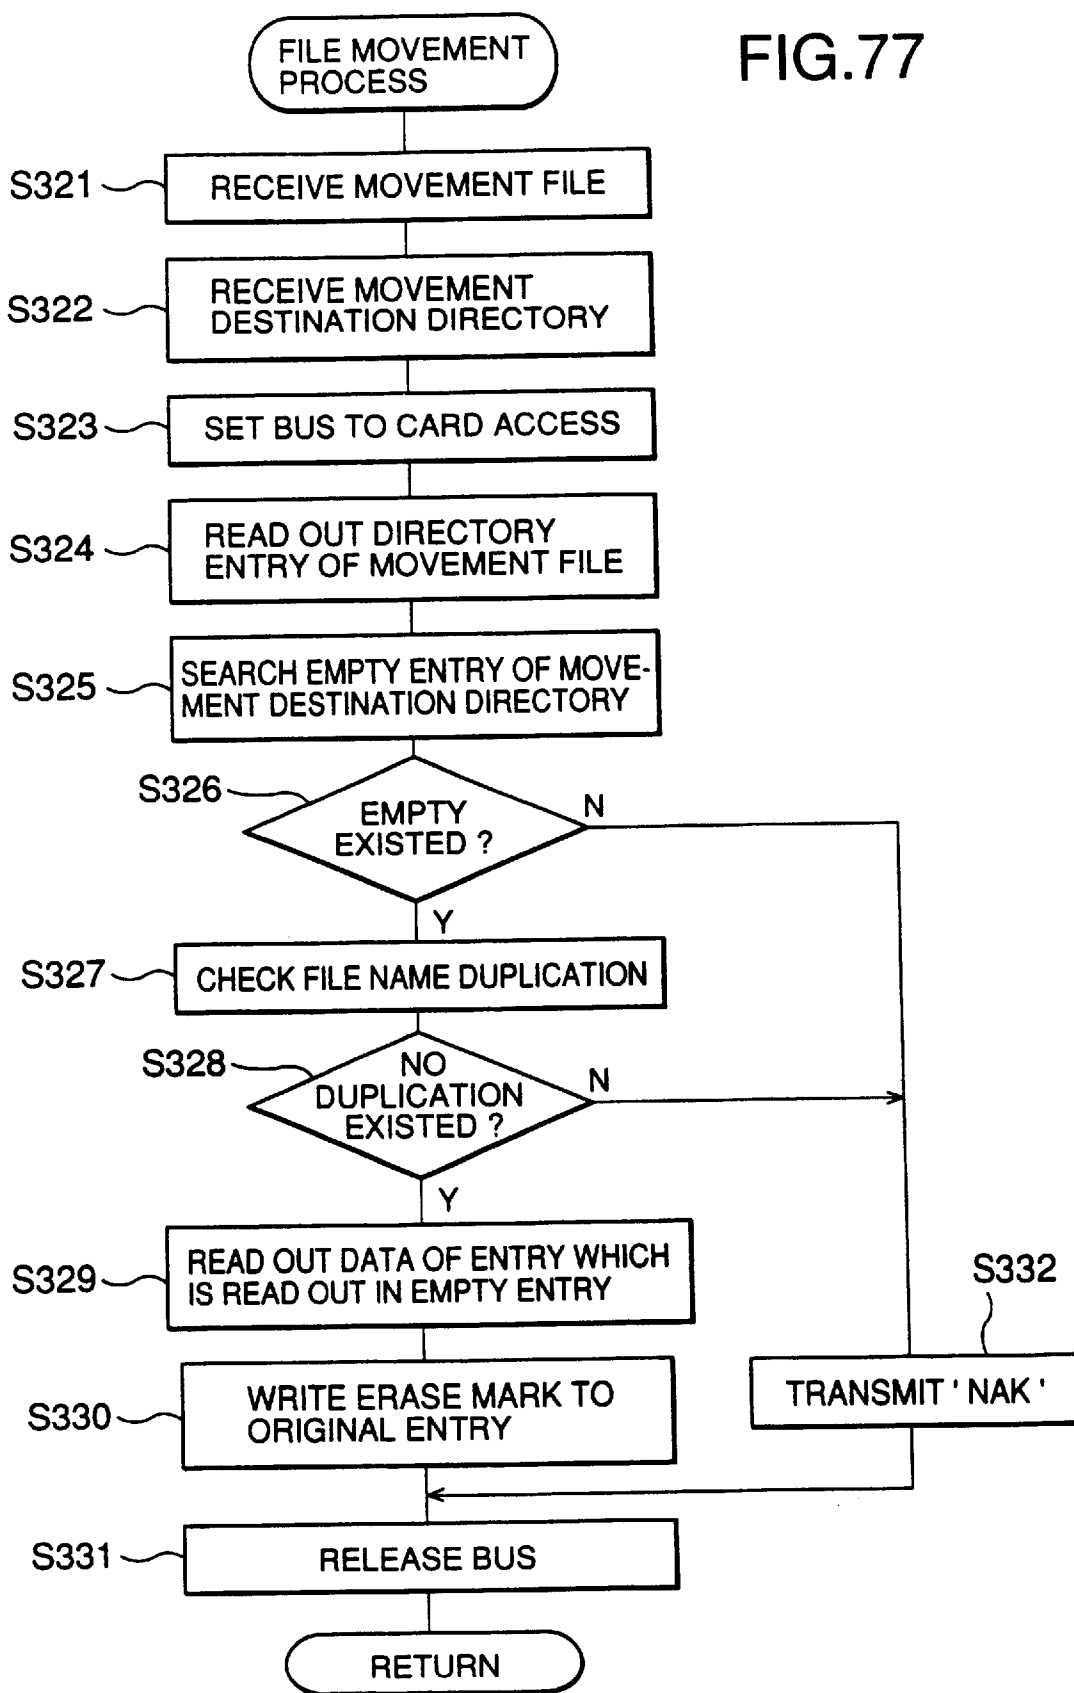 FIG.77
FILE MOVEMENT
PROCESS
S321
RECEIVE MOVEMENT FILE
S322
RECEIVE MOVEMENT
DESTINATION DIRECTORY
S323
SET BUS TO CARD ACCESS
S324
READ OUT DIRECTORY
ENTRY OF MOVEMENT FILE
S325
SEARCH EMPTY ENTRY OF MOVE-
MENT DESTINATION DIRECTORY
S326
EMPTY
EXISTED ?
N
Y
S327
CHECK FILE NAME DUPLICATION
S328
NO
DUPLICATION
EXISTED ?
N
Y
S329
READ OUT DATA OF ENTRY WHICH
IS READ OUT IN EMPTY ENTRY
S332
TRANSMIT ' NAK '
S330
WRITE ERASE MARK TO
ORIGINAL ENTRY
S331
RELEASE BUS
RETURN